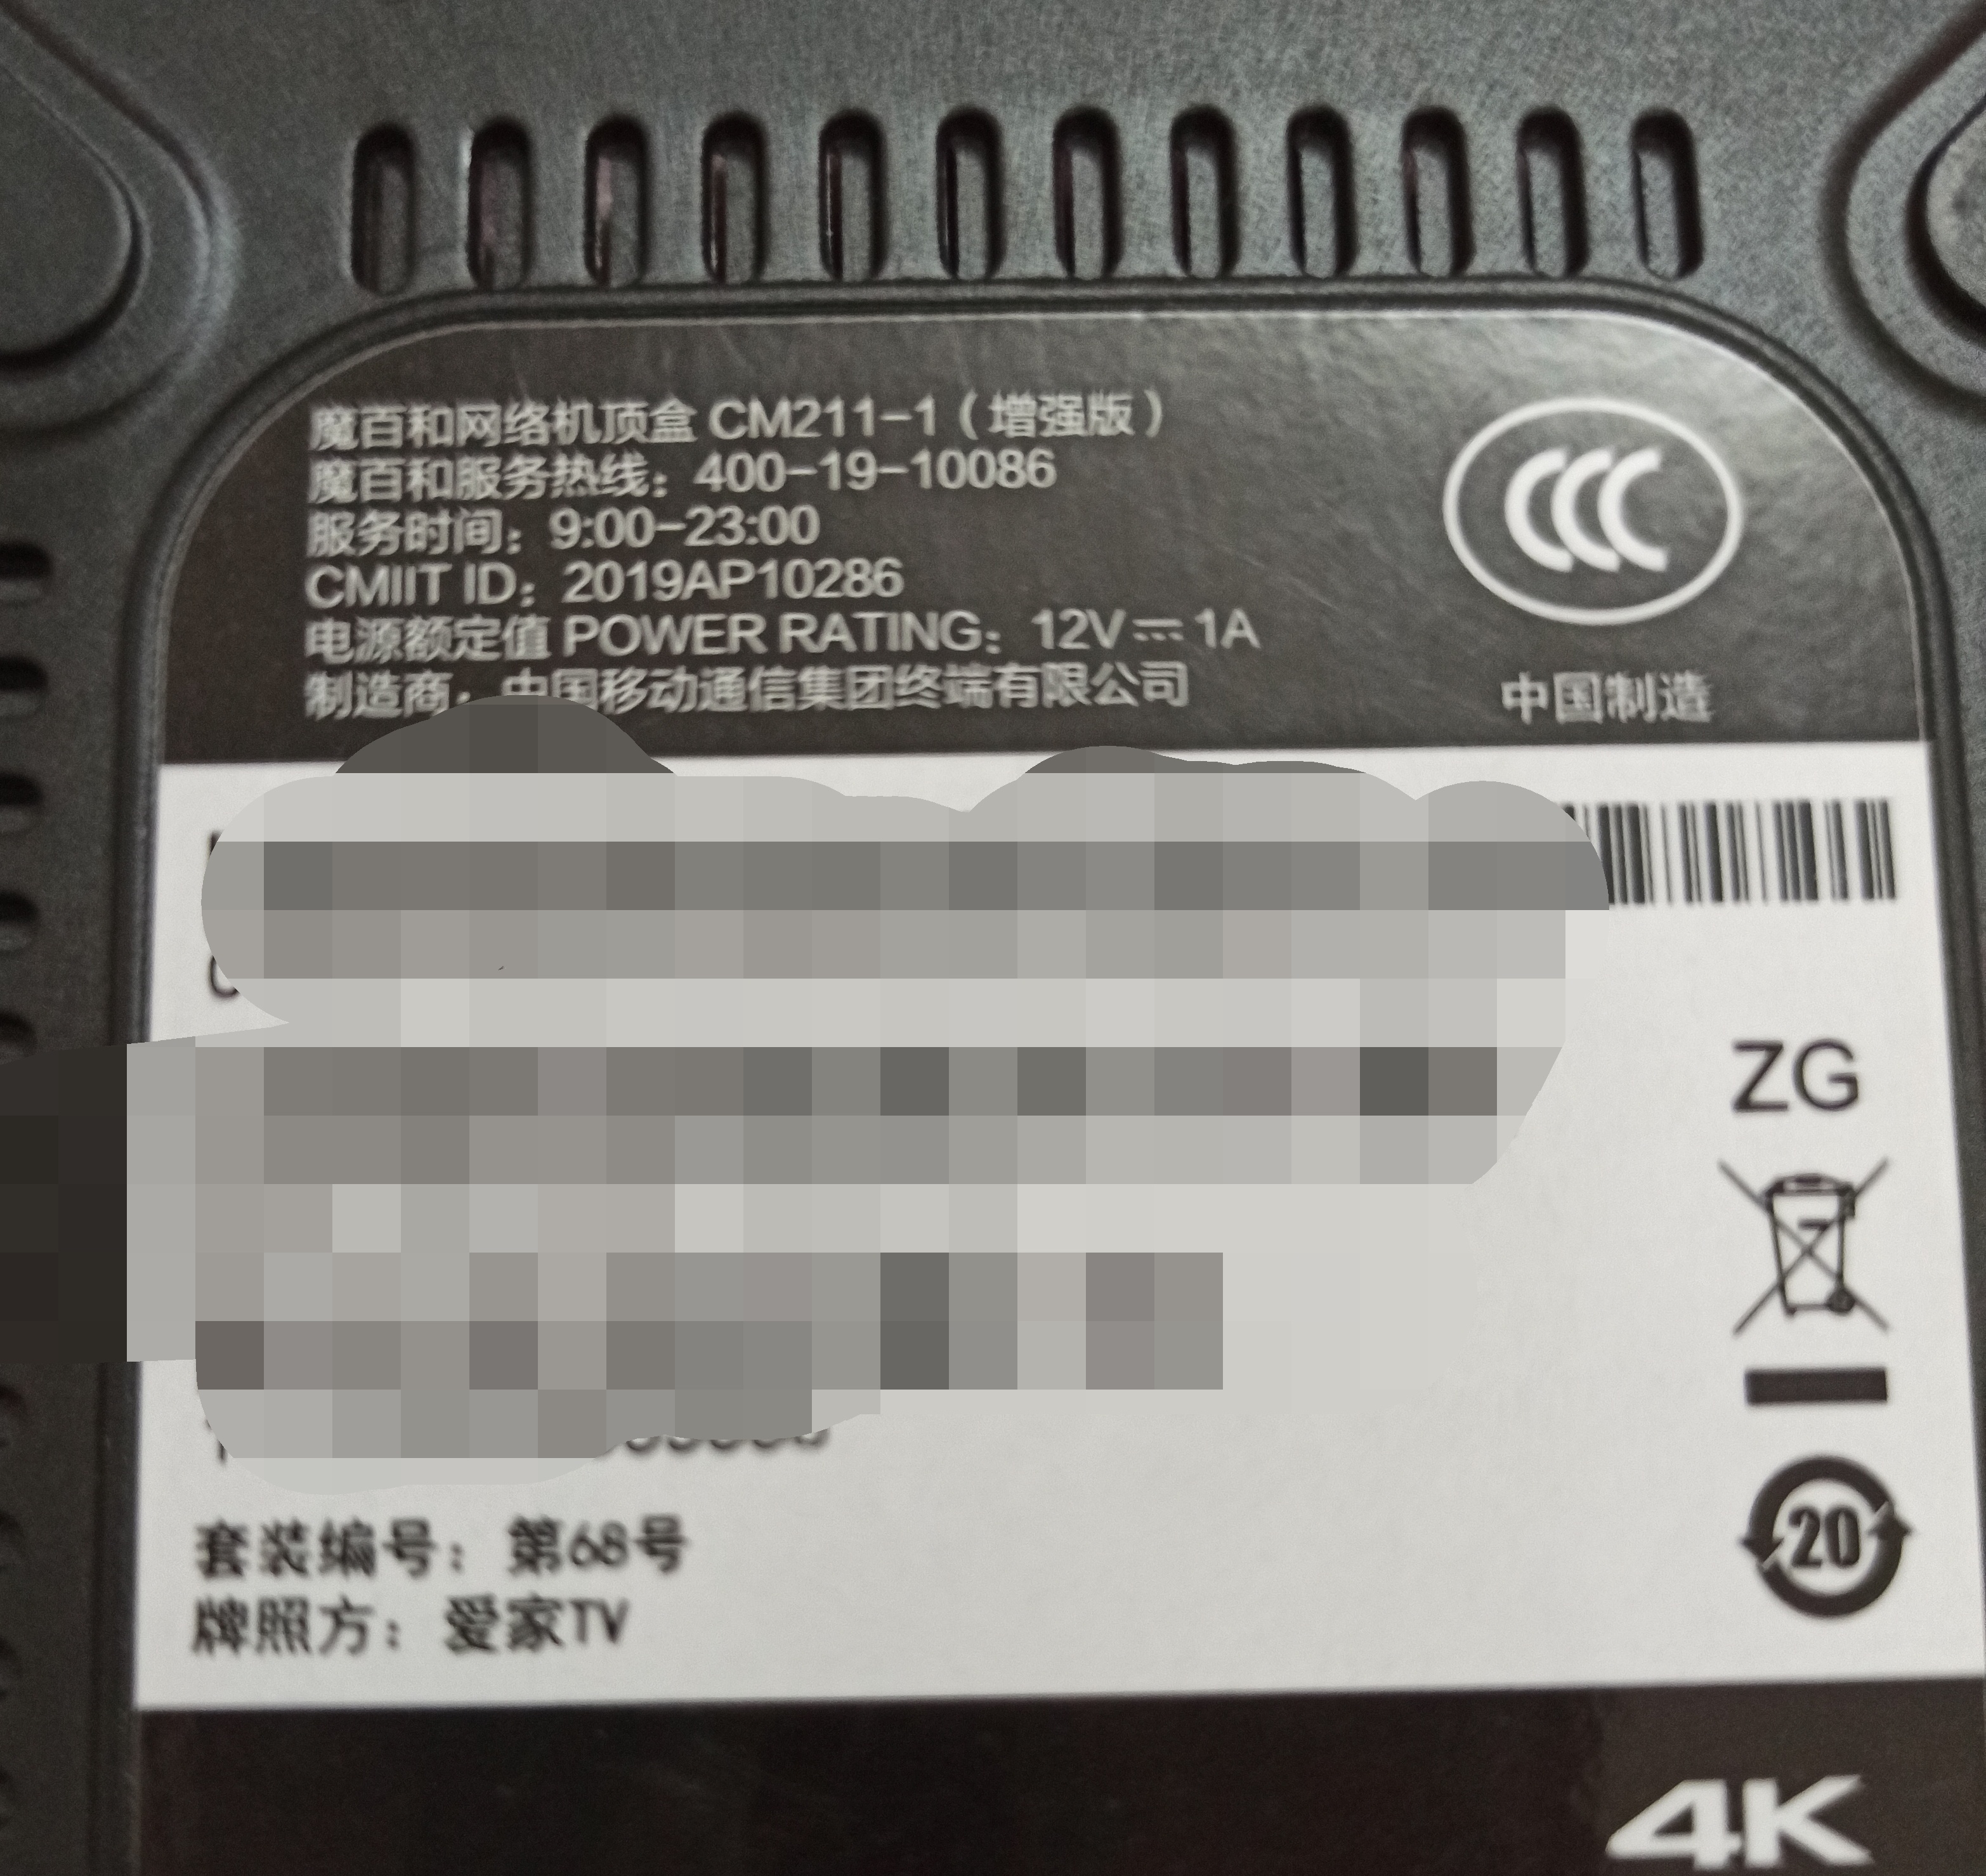 魔百和网络机顶盒 CM211-1（增强版）
魔百和服务热线：400-19-10086
服务时间：9:00-23:00
CMIIT ID：2019AP10286
电源额定值 POWER RATING：12V⎓1A
制造商：中国移动通信集团终端有限公司
中国制造
ZG
20
套装编号：第68号
牌照方：爱家TV
4K